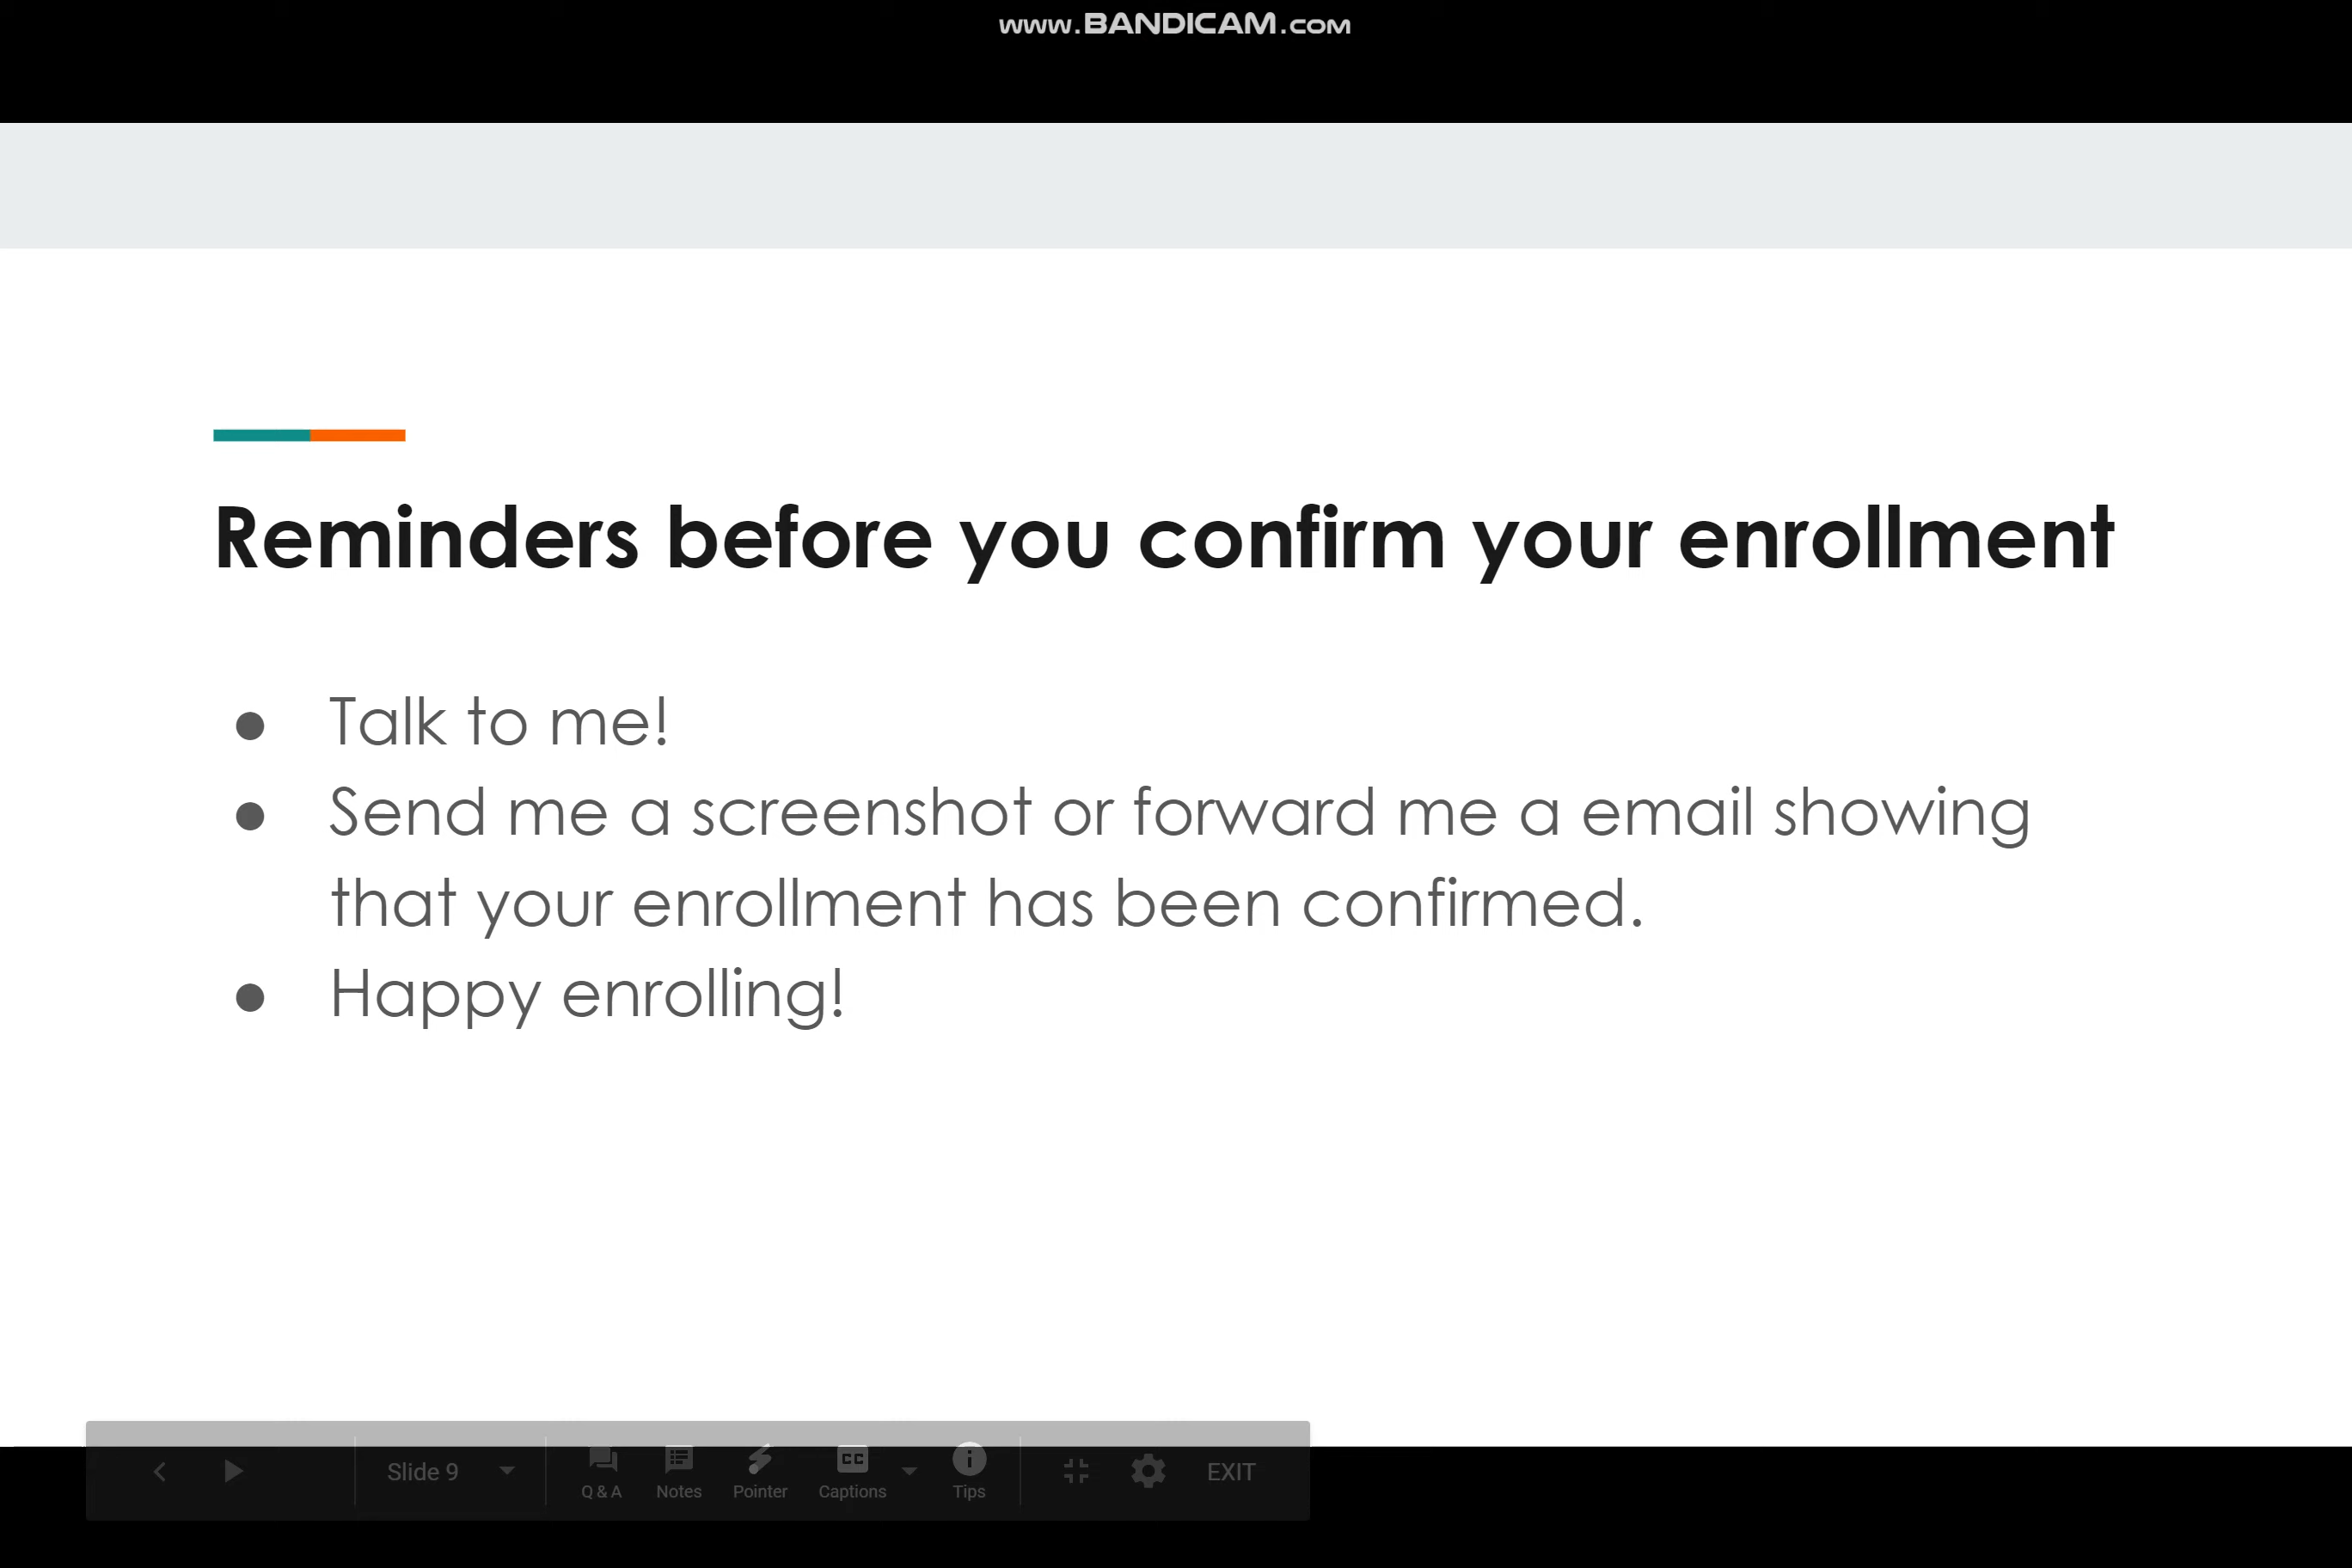 www.BANDICAM.com
Reminders before you confirm your enrollment
● Talk to me!
● Send me a screenshot or forward me a email showing
that your enrollment has been confirmed.
● Happy enrolling!
Slide 9
Q & A
Notes
Pointer
CC
Captions
Tips
EXIT